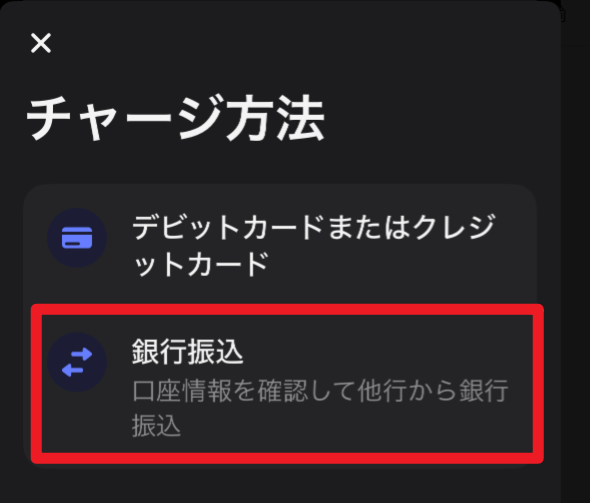 チャージ方法
デビットカードまたはクレジ
ットカード
銀行振込
口座情報を確認して他行から銀行
振込